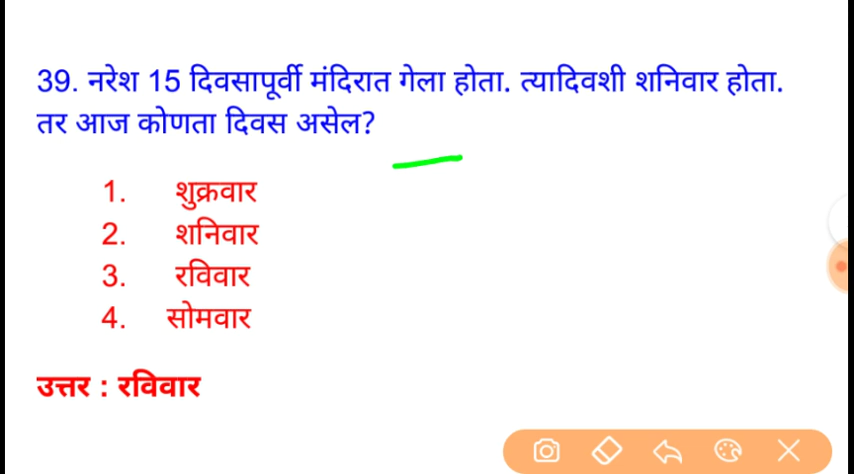 39. नरेश 15 दिवसापूर्वी मंदिरात गेला होता. त्यादिवशी शनिवार होता.
तर आज कोणता दिवस असेल?
1. शुक्रवार
2. शनिवार
3. रविवार
4. सोमवार
उत्तर : रविवार